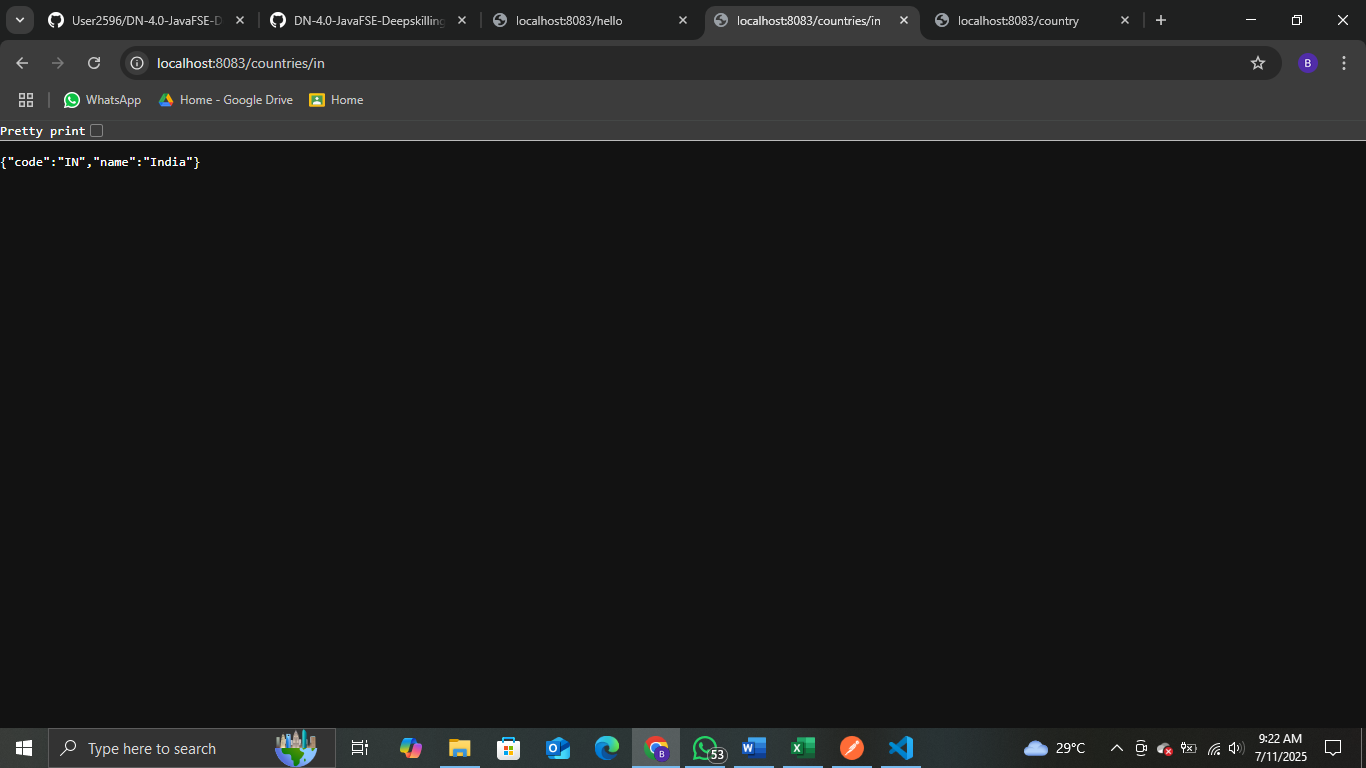 User2596/DN-4.0-JavaFSE-D
DN-4.0-JavaFSE-Deepskilling
localhost:8083/hello
localhost:8083/countries/in
localhost:8083/country
localhost:8083/countries/in
B
WhatsApp
Home - Google Drive
Home
Pretty print
{"code":"IN","name":"India"}
Type here to search
B
53
29°C
9:22 AM
7/11/2025